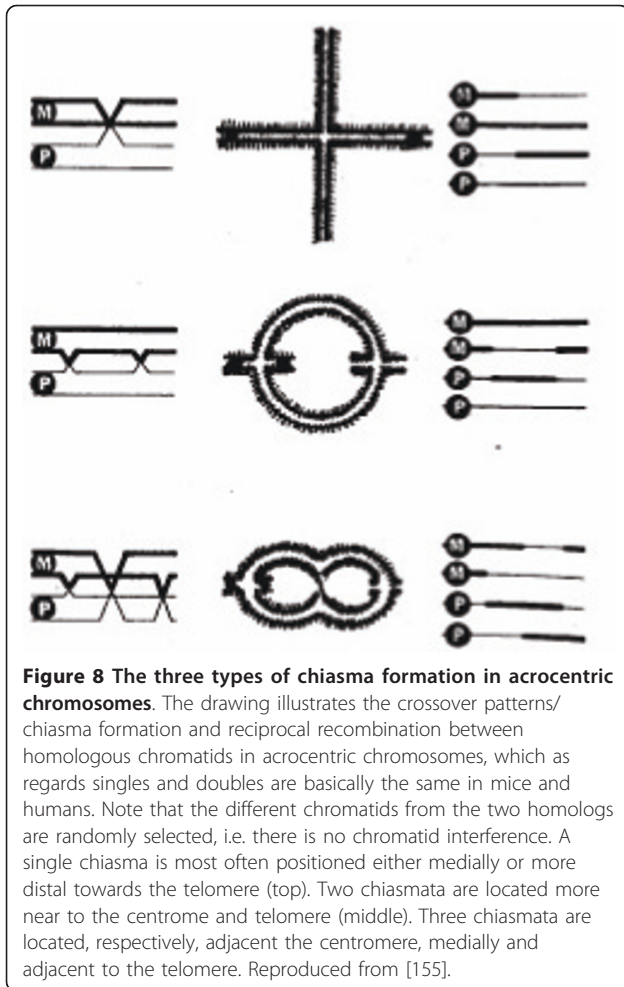 M
P
M
M
P
P
M
P
M
M
P
P
M
P
M
M
P
P
Figure 8 The three types of chiasma formation in acrocentric
chromosomes. The drawing illustrates the crossover patterns/
chiasma formation and reciprocal recombination between
homologous chromatids in acrocentric chromosomes, which as
regards singles and doubles are basically the same in mice and
humans. Note that the different chromatids from the two homologs
are randomly selected, i.e. there is no chromatid interference. A
single chiasma is most often positioned either medially or more
distal towards the telomere (top). Two chiasmata are located more
near to the centrome and telomere (middle). Three chiasmata are
located, respectively, adjacent the centromere, medially and
adjacent to the telomere. Reproduced from [155].